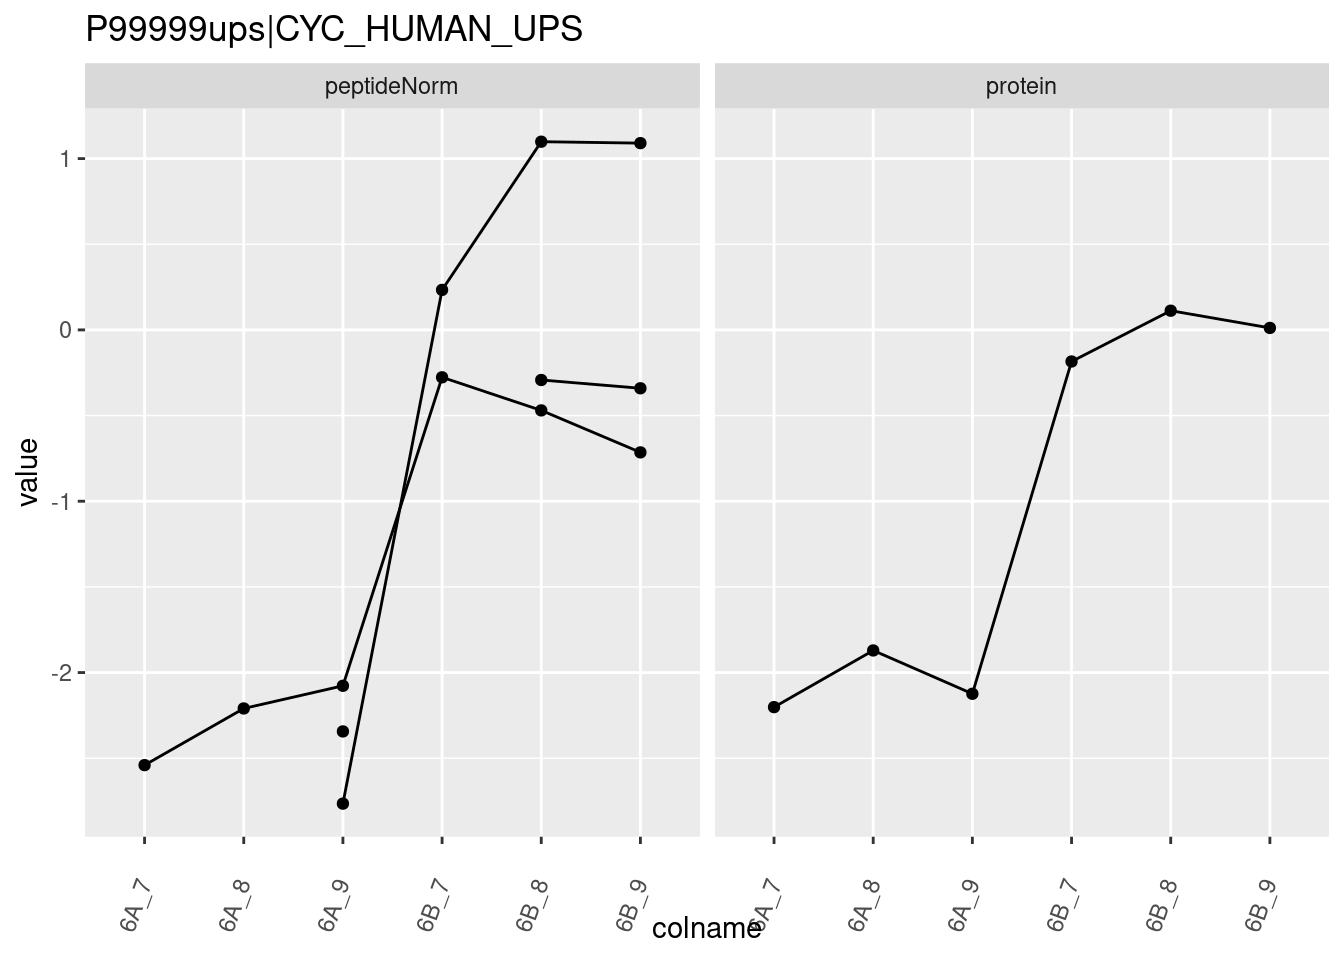 P99999ups|CYC_HUMAN_UPS
peptideNorm protein
1
0
-1
-2
value
6A_7 6A_8 6A_9 6B_7 6B_8 6B_9 6A_7 6A_8 6A_9 6B_7 6B_8 6B_9
colname